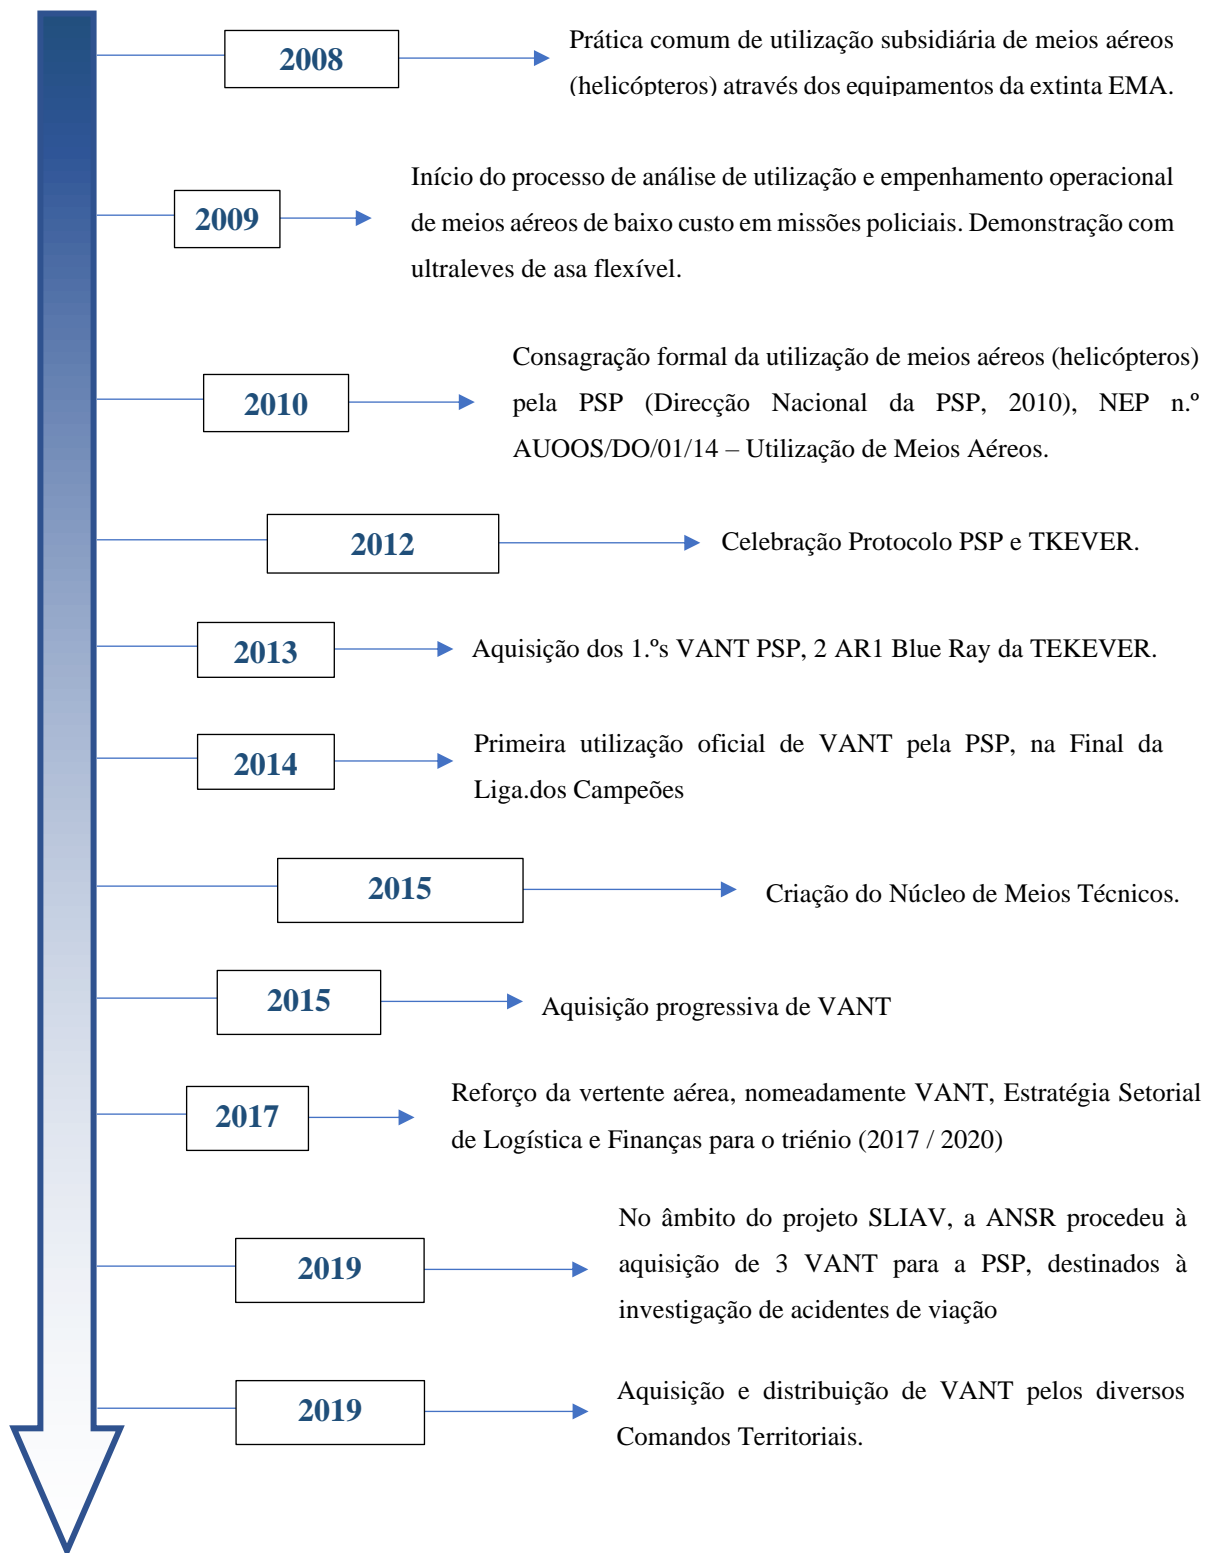 2008
Prática comum de utilização subsidiária de meios aéreos
(helicópteros) através dos equipamentos da extinta EMA.
2009
Início do processo de análise de utilização e empenhamento operacional
de meios aéreos de baixo custo em missões policiais. Demonstração com
ultraleves de asa flexível.
2010
Consagração formal da utilização de meios aéreos (helicópteros)
pela PSP (Direcção Nacional da PSP, 2010), NEP n.º
AUOOS/DO/01/14 – Utilização de Meios Aéreos.
2012
Celebração Protocolo PSP e TKEVER.
2013
Aquisição dos 1.ºs VANT PSP, 2 AR1 Blue Ray da TEKEVER.
2014
Primeira utilização oficial de VANT pela PSP, na Final da
Liga.dos Campeões
2015
Criação do Núcleo de Meios Técnicos.
2015
Aquisição progressiva de VANT
2017
Reforço da vertente aérea, nomeadamente VANT, Estratégia Setorial
de Logística e Finanças para o triénio (2017 / 2020)
2019
No âmbito do projeto SLIAV, a ANSR procedeu à
aquisição de 3 VANT para a PSP, destinados à
investigação de acidentes de viação
2019
Aquisição e distribuição de VANT pelos diversos
Comandos Territoriais.